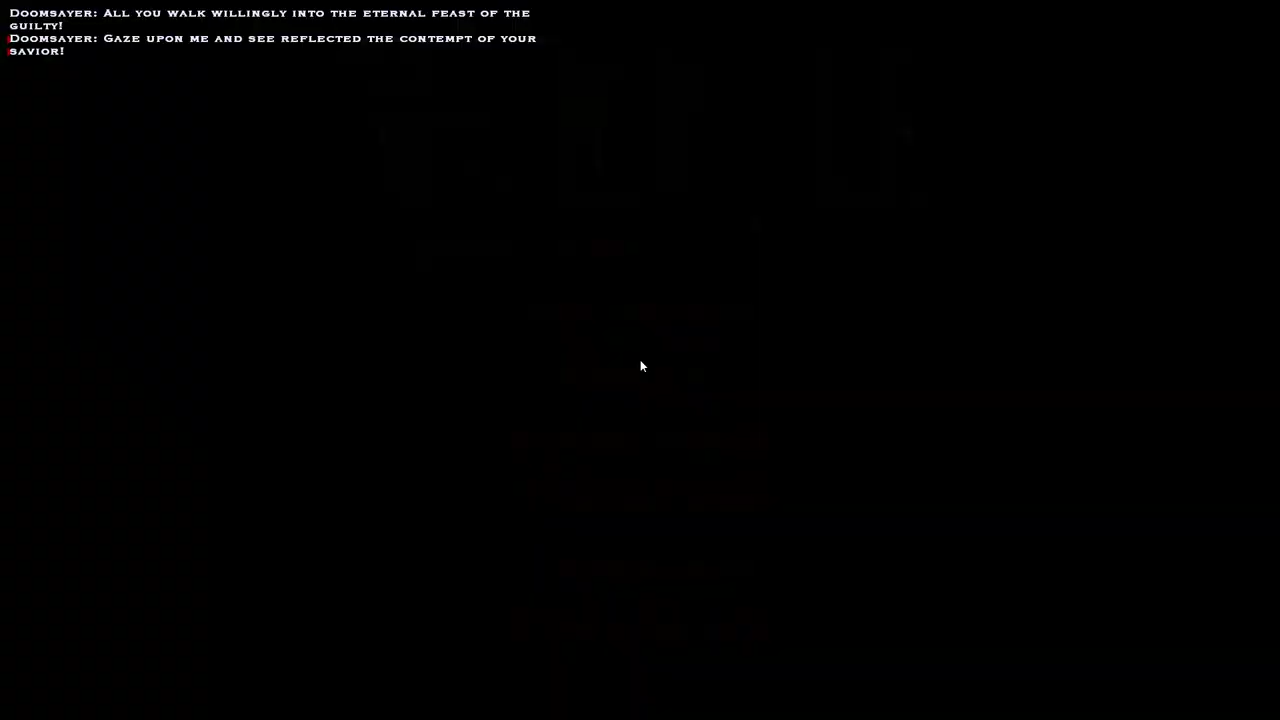 Doomsayer: All you walk willingly into the eternal feast of the
guilty!
Doomsayer: Gaze upon me and see reflected the contempt of your
savior!